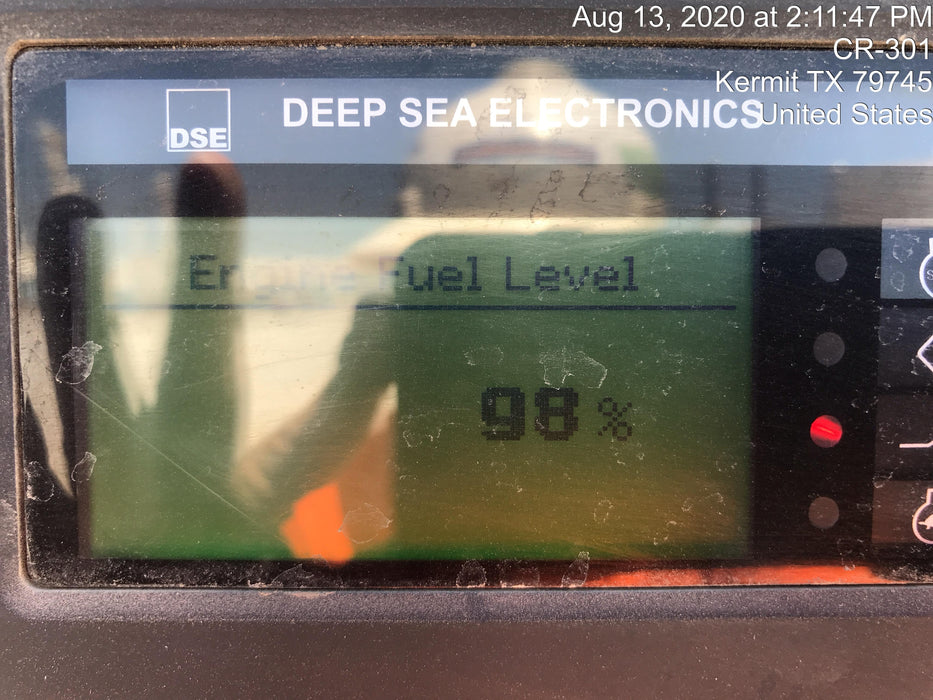 Aug 13, 2020 at 2:11:47 PM
CR-301
Kermit TX 79745
United States
DSE
DEEP SEA ELECTRONICS
Engine Fuel Level
98 %